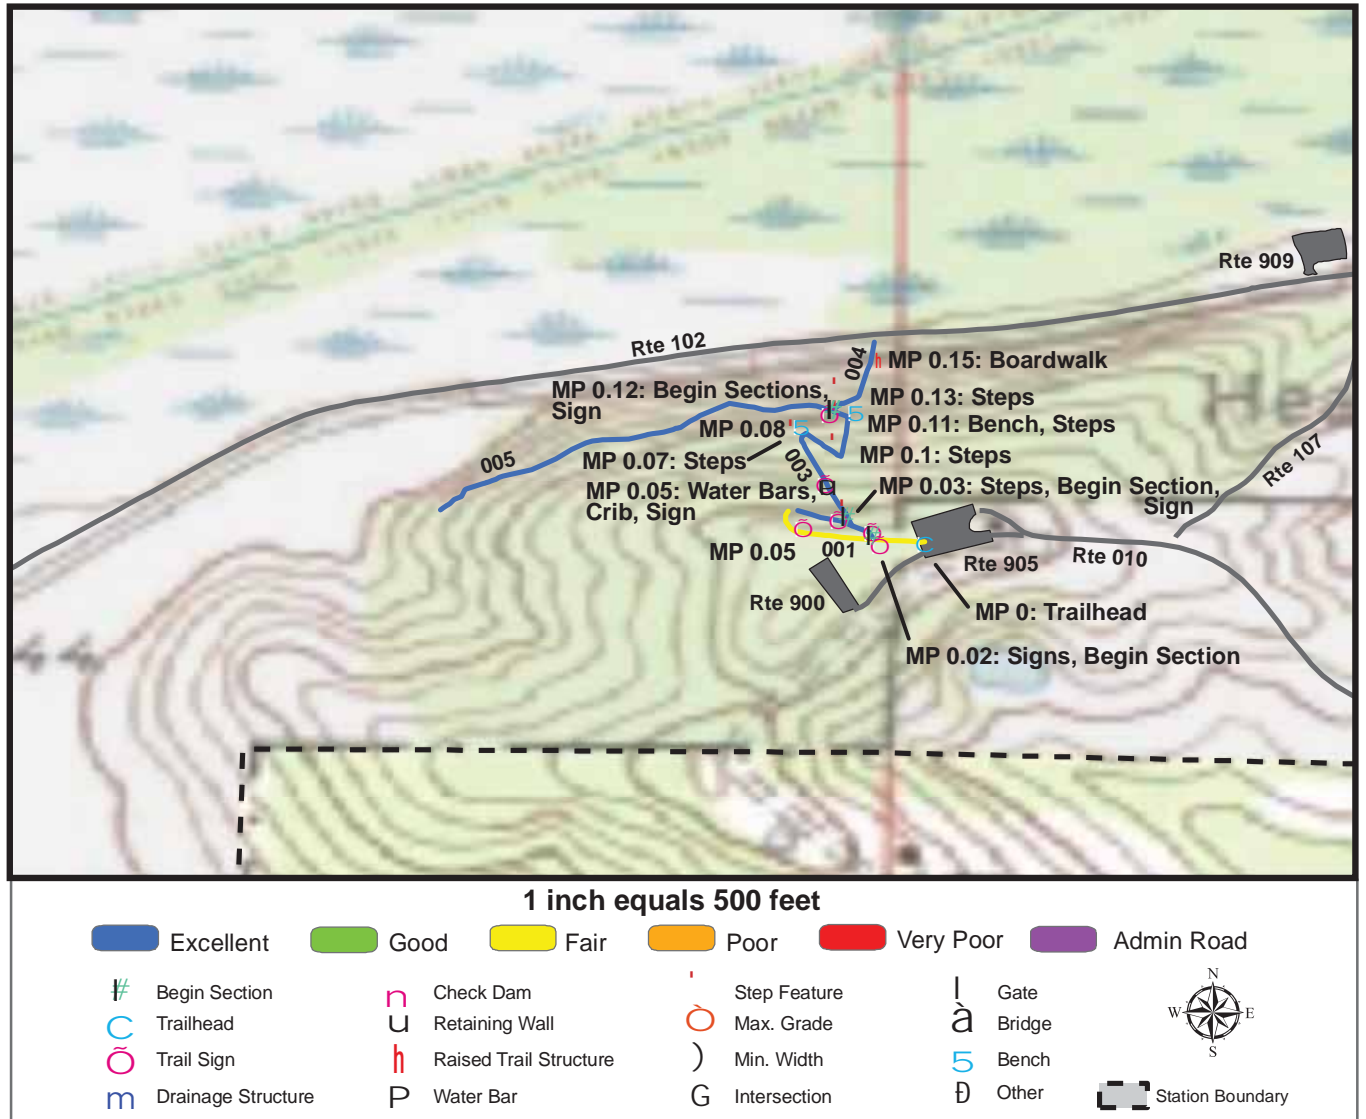 Rte 909
Rte 102
004
MP 0.15: Boardwalk
MP 0.12: Begin Sections,
Sign
MP 0.13: Steps
MP 0.08
MP 0.11: Bench, Steps
005
MP 0.07: Steps
003
MP 0.1: Steps
Rte 107
MP 0.05: Water Bars,
Crib, Sign
MP 0.03: Steps, Begin Section,
Sign
MP 0.05
001
Rte 905
Rte 010
Rte 900
MP 0: Trailhead
MP 0.02: Signs, Begin Section
He
1 inch equals 500 feet
Excellent
Good
Fair
Poor
Very Poor
Admin Road
Begin Section
Check Dam
Step Feature
Gate
Trailhead
Retaining Wall
Max. Grade
Bridge
Trail Sign
Raised Trail Structure
Min. Width
Bench
Drainage Structure
P Water Bar
G Intersection
Đ Other
Station Boundary
N
W E
S